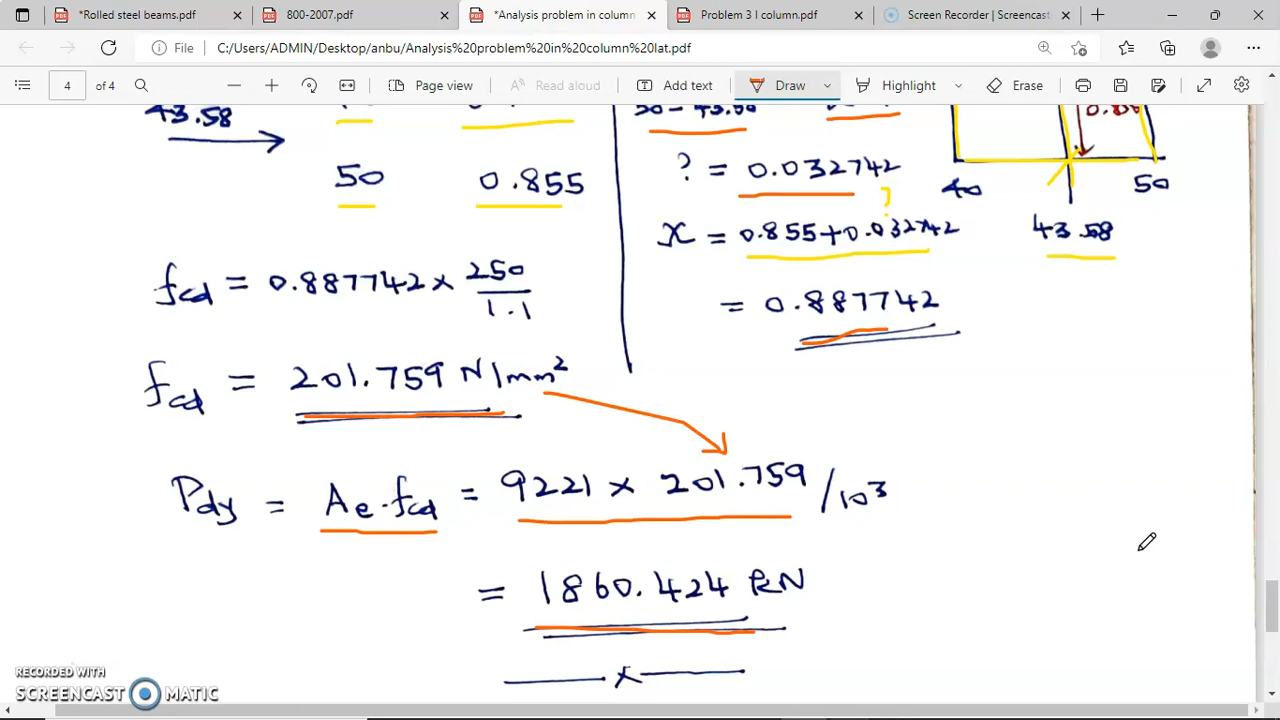 *Rolled steel beams.pdf
800-2007.pdf
*Analysis problem in column
Problem 3 I column.pdf
Screen Recorder | Screencast
File
C:/Users/ADMIN/Desktop/anbu/Analysis%20problem%20in%20column%20lat.pdf
4 of 4
Page view
Read aloud
Add text
Draw
Highlight
Erase
43.58
50 - 43.58
50 0.855
? = 0.032742
?
x = 0.855+0.032742
= 0.887742
40
50
43.58
fcd = 0.887742 × 250
1.1
fcd = 201.759 N/mm²
Pdy = Ae.fcd = 9221 × 201.759 /10³
= 1860.424 kN
x
RECORDED WITH
SCREENCAST MATIC